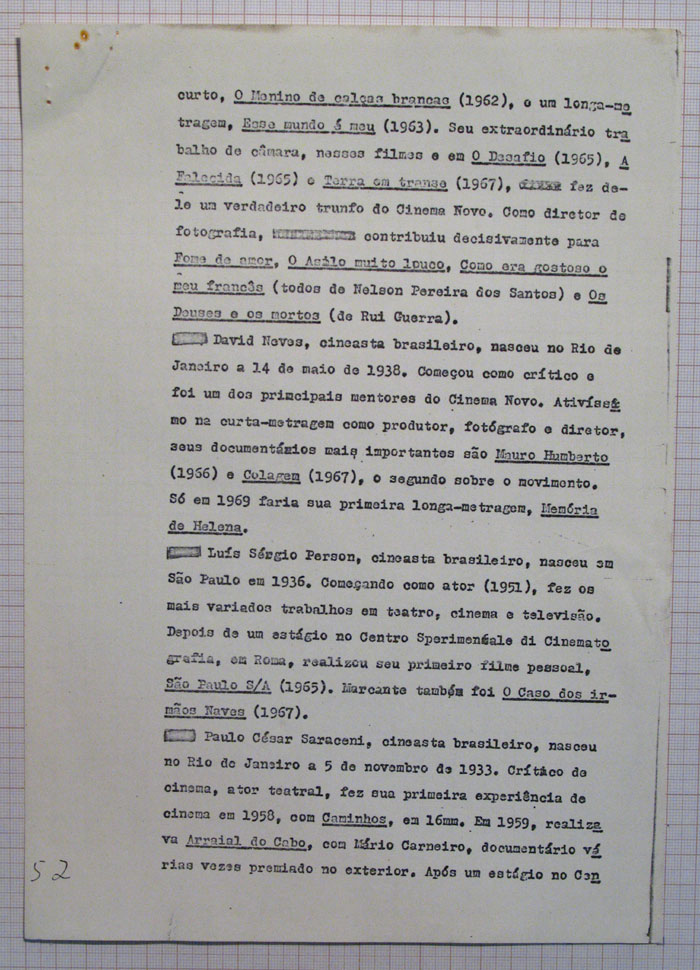 curto, O Menino de calças brancas (1962), e um longa-me
tragem, Esse mundo é meu (1963). Seu extraordinário tra
balho de câmara, nesses filmes e em O Desafio (1965), A
Falecida (1965) e Terra em transe (1967), fez de-
le um verdadeiro trunfo do Cinema Novo. Como diretor de
fotografia, contribuiu decisivamente para
Fome de amor, O Asilo muito louco, Como era gostoso o
meu francês (todos de Nelson Pereira dos Santos) e Os
Deuses e os mortos (de Rui Guerra).
David Neves, cineasta brasileiro, nasceu no Rio de
Janeiro a 14 de maio de 1938. Começou como crítico e
foi um dos principais mentores do Cinema Novo. Ativíssi
mo na curta-metragem como produtor, fotógrafo e diretor,
seus documentários mais importantes são Mauro Humberto
(1966) e Colagem (1967), o segundo sobre o movimento.
Só em 1969 faria sua primeira longa-metragem, Memória
de Helena.
Luís Sérgio Person, cineasta brasileiro, nasceu em
São Paulo em 1936. Começando como ator (1951), fez os
mais variados trabalhos em teatro, cinema e televisão.
Depois de um estágio no Centro Sperimentale di Cinemato
grafia, em Roma, realizou seu primeiro filme pessoal,
São Paulo S/A (1965). Marcante também foi O Caso dos ir-
mãos Naves (1967).
Paulo César Saraceni, cineasta brasileiro, nasceu
no Rio de Janeiro a 5 de novembro de 1933. Crítico de
cinema, ator teatral, fez sua primeira experiência de
cinema em 1958, com Caminhos, em 16mm. Em 1959, realiza
va Arraial do Cabo, com Mário Carneiro, documentário vá
rias vezes premiado no exterior. Após um estágio no Cen
52